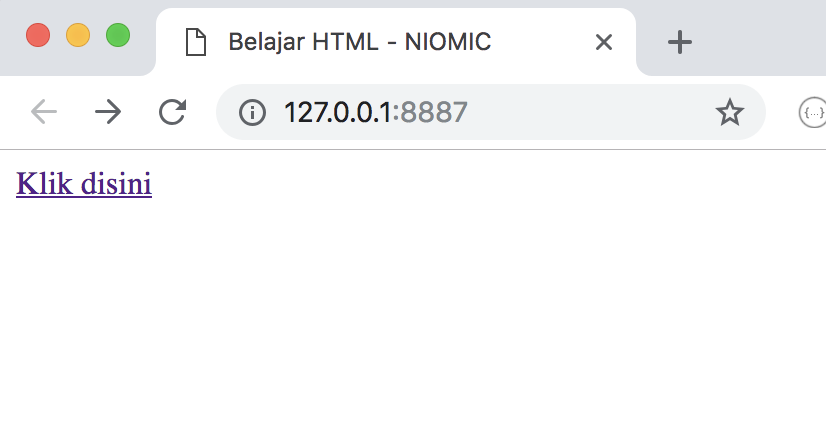 Belajar HTML - NIOMIC
127.0.0.1:8887
{...}
Klik disini